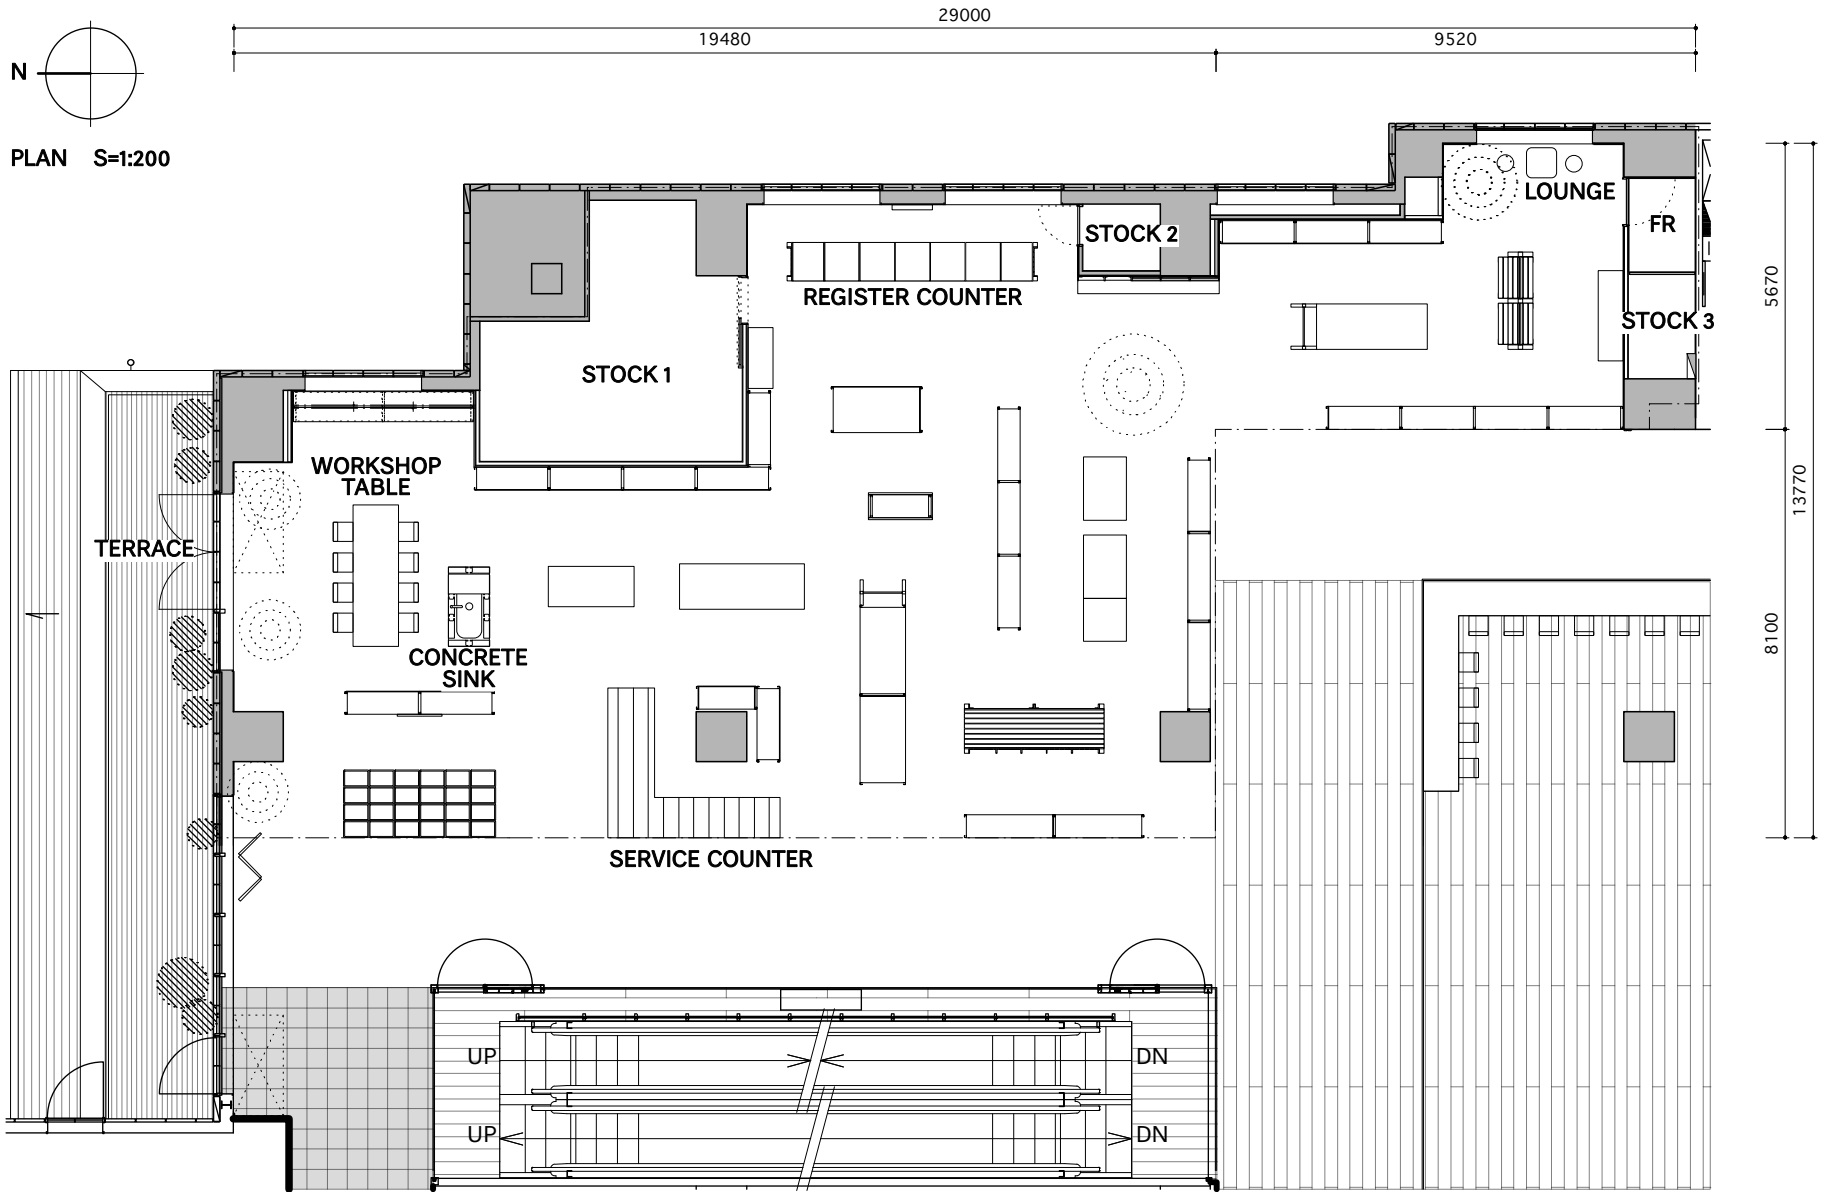 29000
19480
9520
N
PLAN S=1:200
LOUNGE
STOCK 2
FR
REGISTER COUNTER
5670
STOCK 3
STOCK 1
WORKSHOP
TABLE
13770
TERRACE
8100
CONCRETE
SINK
SERVICE COUNTER
UP
DN
UP
DN